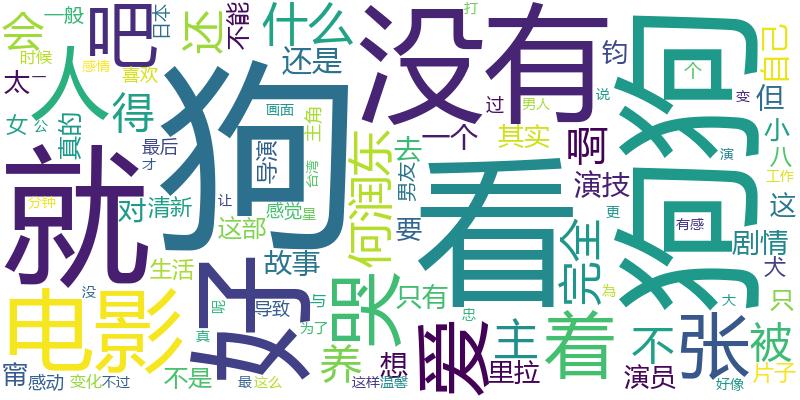 狗
看
没有
狗狗
就
电影
好
人
吧
哭
爱
着
张
会
一般
时候
感情
喜欢
太
一
日本
还
不能
什么
还是
得
女
公
真的
最后
才
画面
导演
主角
台湾
感觉
星
让
对
清新
这部
何润东
去
男友
要
过
男人
一个
其实
啊
演技
打
说
钧
个
变
自己
但
小
八
演
工作
更
有感
这
剧情
犬
完全
为
大
只
分钟
没
生活
故事
呢
导致
与
为了
真
只有
忠
养
想
主
里拉
不
被
演员
片子
好像
甯
感动
变化
不过
不是
最
这么
这样
温馨